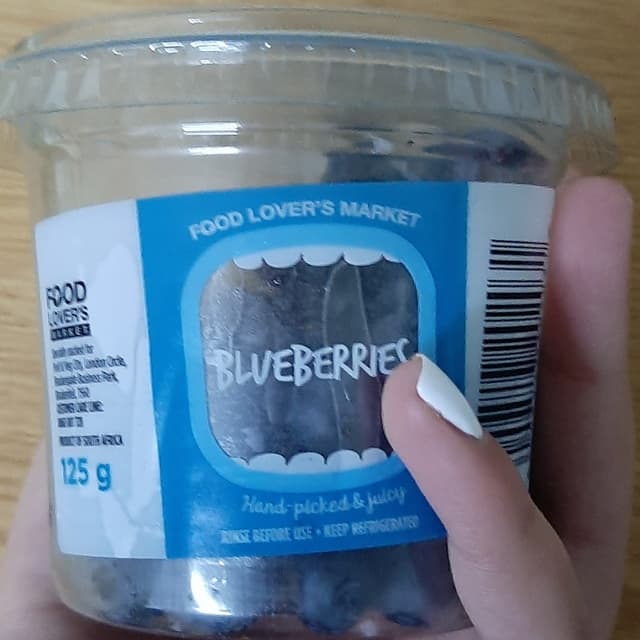 FOOD LOVER'S MARKET
BLUEBERRIES
Hand-picked & juicy
RINSE BEFORE USE • KEEP REFRIGERATED
FOOD
LOVER'S
MARKET
PRODUCT OF SOUTH AFRICA
125 g